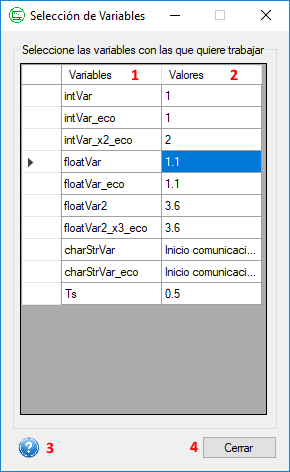 Selección de Variables
Seleccione las variables con las que quiere trabajar
Variables 1 Valores 2
intVar 1
intVar_eco 1
intVar_x2_eco 2
floatVar 1.1
floatVar_eco 1.1
floatVar2 3.6
floatVar2_x3_eco 3.6
charStrVar Inicio comunicaci...
charStrVar_eco Inicio comunicaci...
Ts 0.5
? 3 4 Cerrar